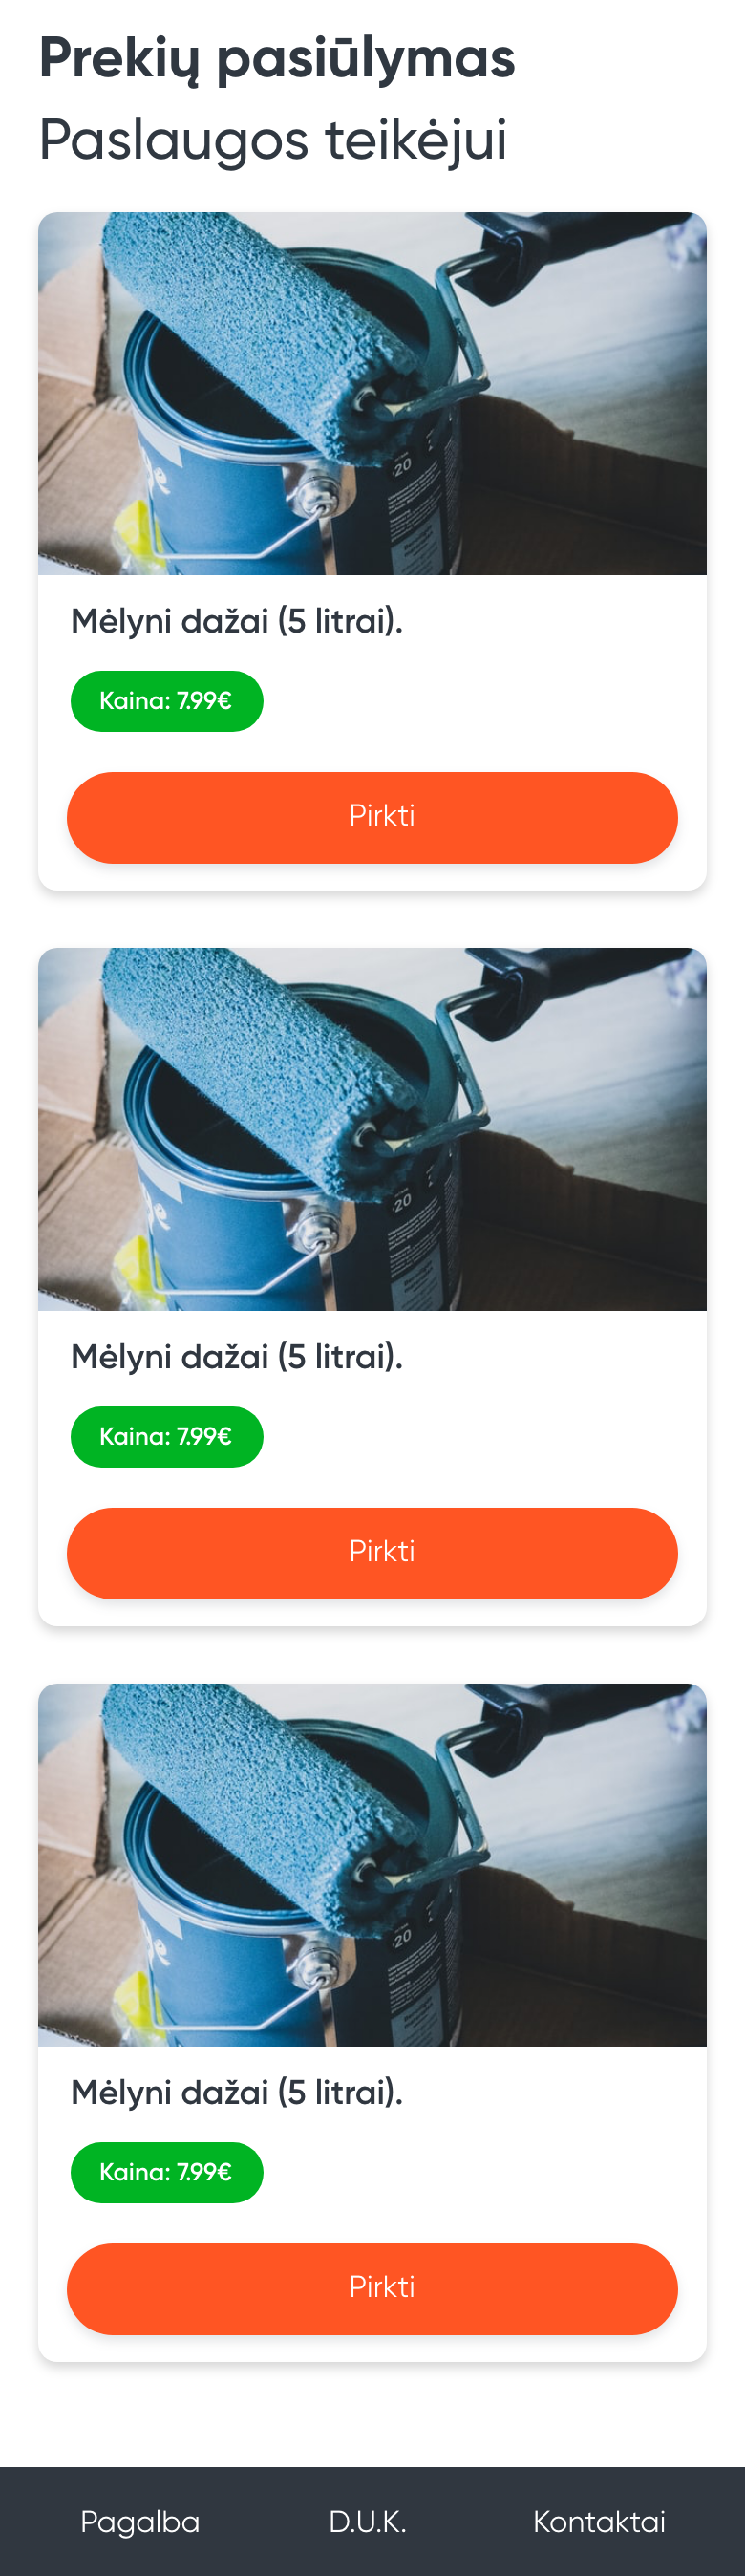 Prekių pasiūlymas
Paslaugos teikėjui
-20
Mėlyni dažai (5 litrai).
Kaina: 7.99€
Pirkti
-20
Mėlyni dažai (5 litrai).
Kaina: 7.99€
Pirkti
-20
Mėlyni dažai (5 litrai).
Kaina: 7.99€
Pirkti
Pagalba D.U.K. Kontaktai